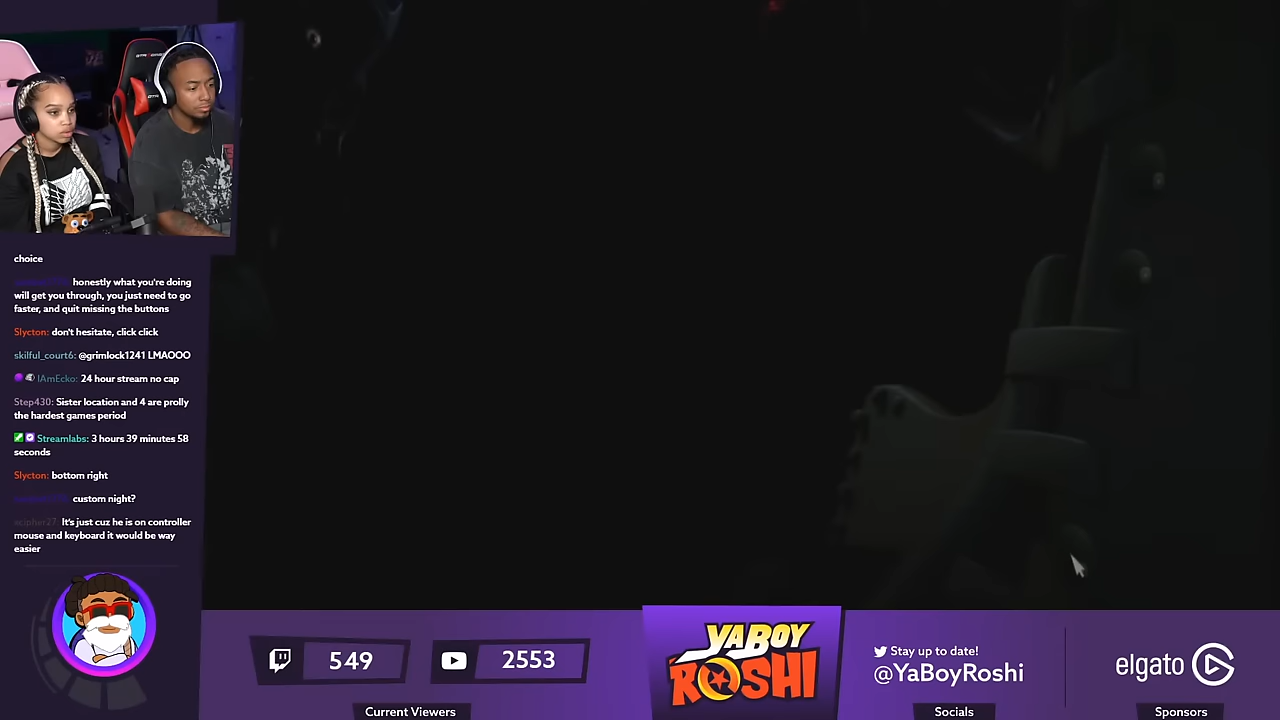 choice
honestly what you're doing
will get you through, you just need to go
faster, and quit missing the buttons
Slycton: don't hesitate, click click
skilful_court6: @grimlock1241 LMAOOO
IAmEcko: 24 hour stream no cap
Step430: Sister location and 4 are prolly
the hardest games period
Streamlabs: 3 hours 39 minutes 58
seconds
Slycton: bottom right
custom night?
It's just cuz he is on controller
mouse and keyboard it would be way
easier
549
2553
Current Viewers
YABOY
ROSHI
Stay up to date!
@YaBoyRoshi
Socials
elgato
Sponsors